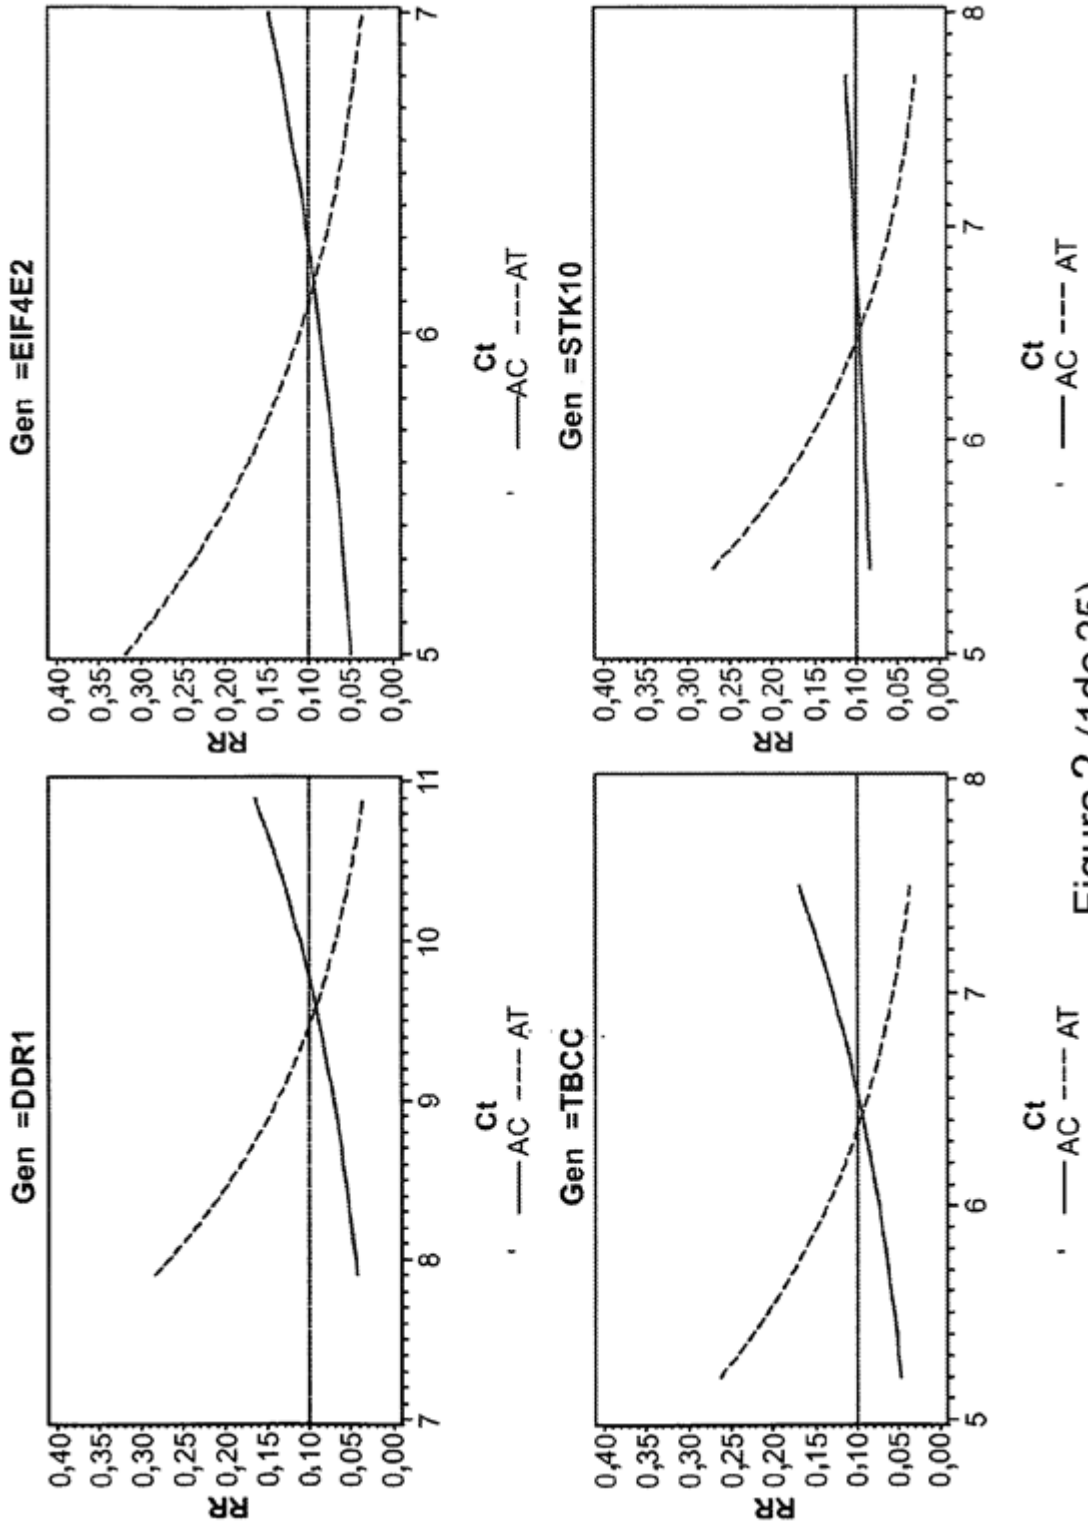 Gen =DDR1
RR
0,40
0,35
0,30
0,25
0,20
0,15
0,10
0,05
0,00
7 8 9 10 11
Ct
AC AT
Gen =EIF4E2
RR
0,40
0,35
0,30
0,25
0,20
0,15
0,10
0,05
0,00
5 6 7
Ct
AC AT
Gen =TBCC
RR
0,40
0,35
0,30
0,25
0,20
0,15
0,10
0,05
0,00
5 6 7 8
Ct
AC AT
Gen =STK10
RR
0,40
0,35
0,30
0,25
0,20
0,15
0,10
0,05
0,00
5 6 7 8
Ct
AC AT
Figure 2 (1de 25)